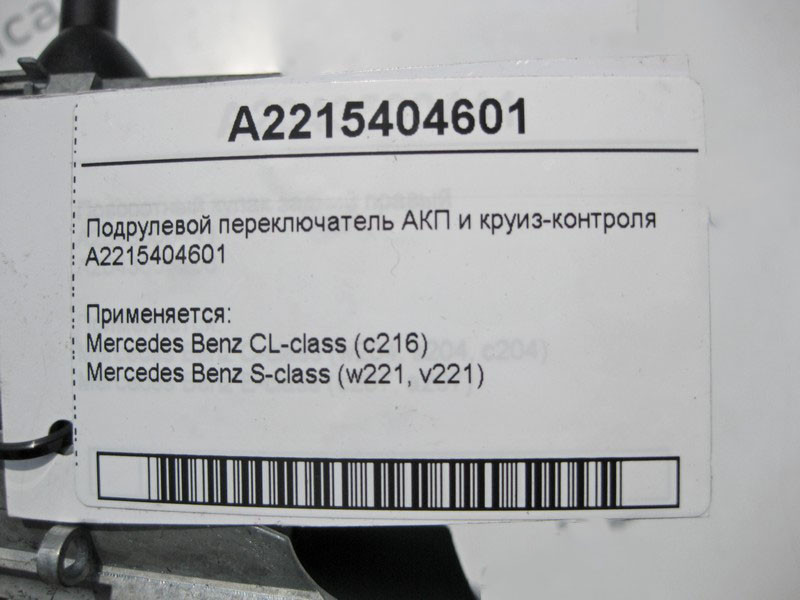 A2215404601
Подрулевой переключатель АКП и круиз-контроля
A2215404601
Применяется:
Mercedes Benz CL-class (c216)
Mercedes Benz S-class (w221, v221)